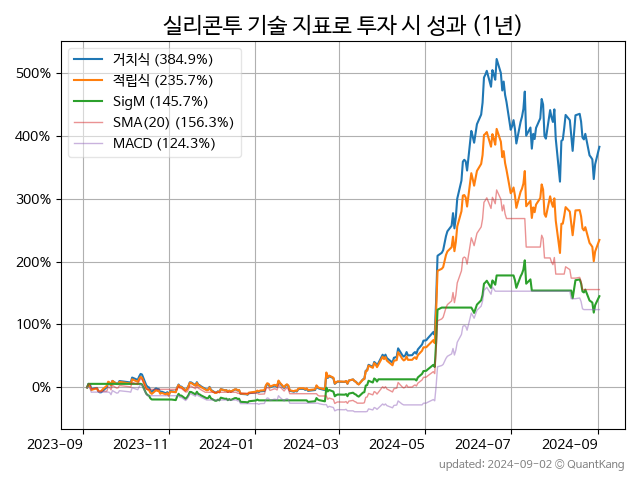 실리콘투 기술 지표로 투자 시 성과 (1년)
거치식 (384.9%)
적립식 (235.7%)
SigM (145.7%)
SMA(20) (156.3%)
MACD (124.3%)
500%
400%
300%
200%
100%
0%
2023-09 2023-11 2024-01 2024-03 2024-05 2024-07 2024-09
updated: 2024-09-02 © QuantKang